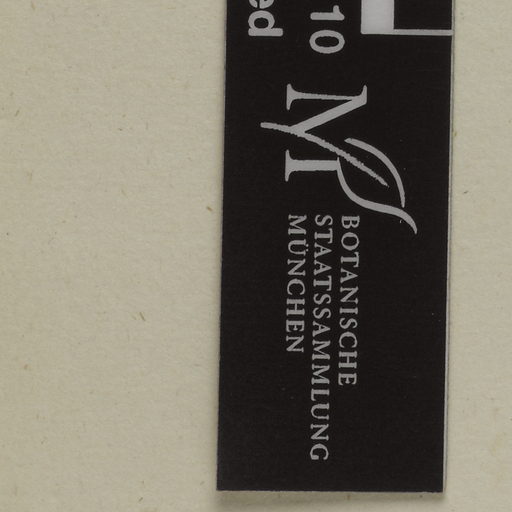 10
ed
BOTANISCHE
STAATSSAMMLUNG
MÜNCHEN